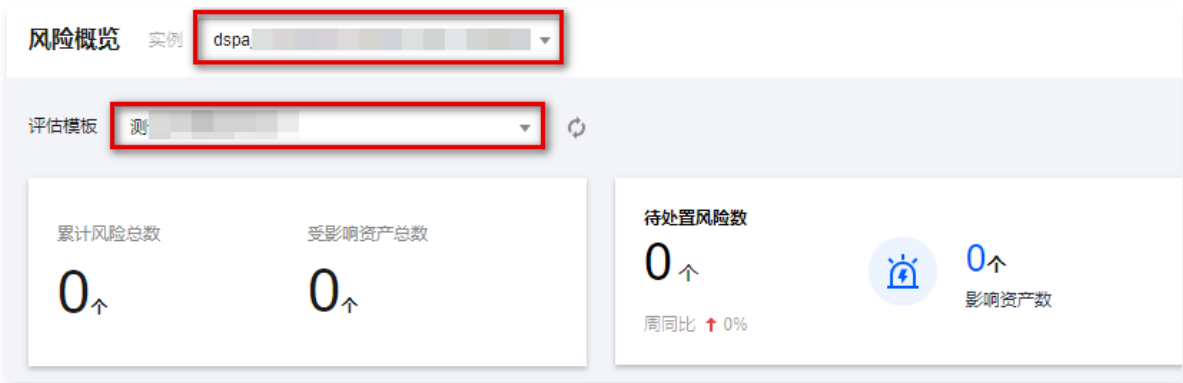 风险概览 实例 dspa_
评估模板 测
累计风险总数 受影响资产总数
0个 0个
待处置风险数
0个
周同比 0%
0个
影响资产数